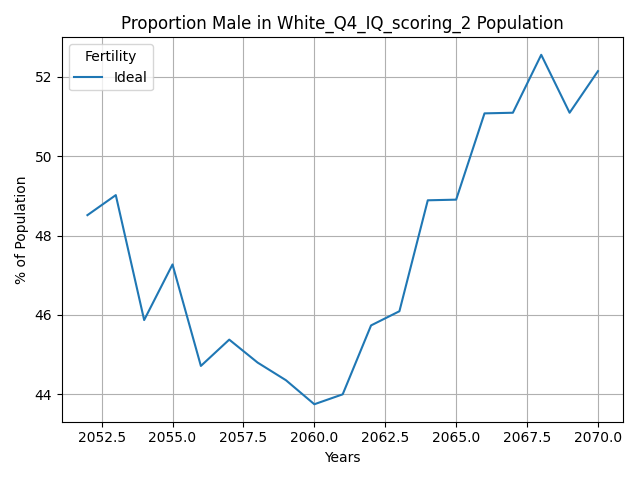 Proportion Male in White_Q4_IQ_scoring_2 Population
Fertility
Ideal
% of Population
52
50
48
46
44
2052.5 2055.0 2057.5 2060.0 2062.5 2065.0 2067.5 2070.0
Years